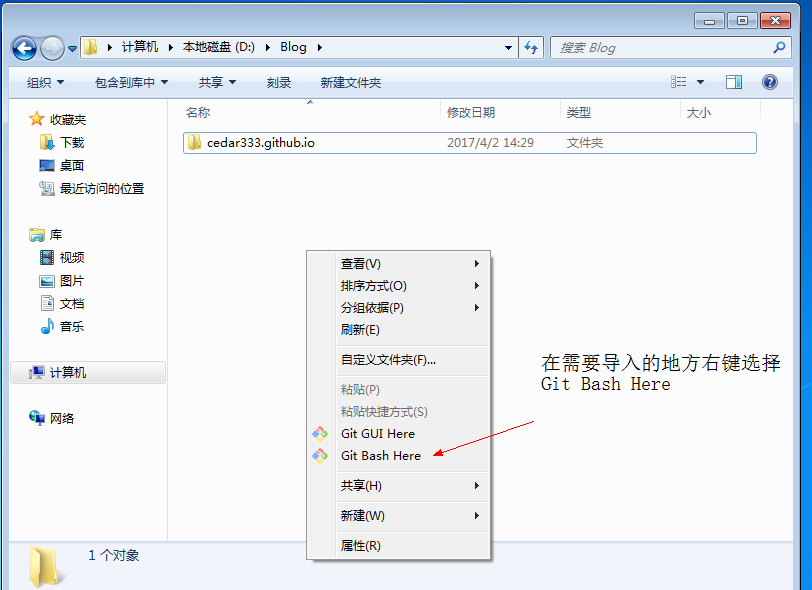 计算机 本地磁盘 (D:) Blog
搜索 Blog
组织 包含到库中 共享 刻录 新建文件夹
名称 修改日期 类型 大小
cedar333.github.io 2017/4/2 14:29 文件夹
收藏夹
下载
桌面
最近访问的位置
库
视频
图片
文档
音乐
计算机
网络
查看(V)
排序方式(O)
分组依据(P)
刷新(E)
自定义文件夹(F)...
粘贴(P)
粘贴快捷方式(S)
Git GUI Here
Git Bash Here
共享(H)
新建(W)
属性(R)
在需要导入的地方右键选择
Git Bash Here
1 个对象